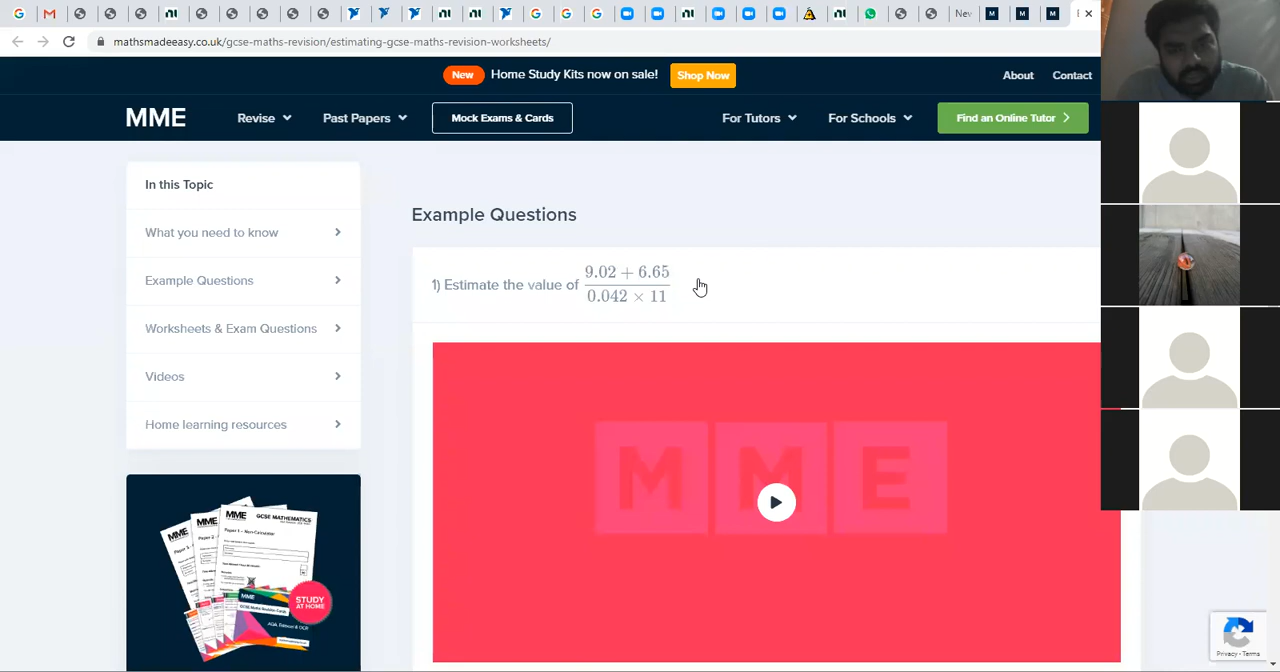 Nev
mathsmadeeasy.co.uk/gcse-maths-revision/estimating-gcse-maths-revision-worksheets/
New Home Study Kits now on sale! Shop Now About Contact
MME Revise Past Papers Mock Exams & Cards For Tutors For Schools Find an Online Tutor
In this Topic
What you need to know
Example Questions
Worksheets & Exam Questions
Videos
Home learning resources
Example Questions
1) Estimate the value of 9.02 + 6.65
0.042 × 11
MME
MME
MME
MME
GCSE MATHEMATICS
STUDY
AT HOME
Privacy - Terms